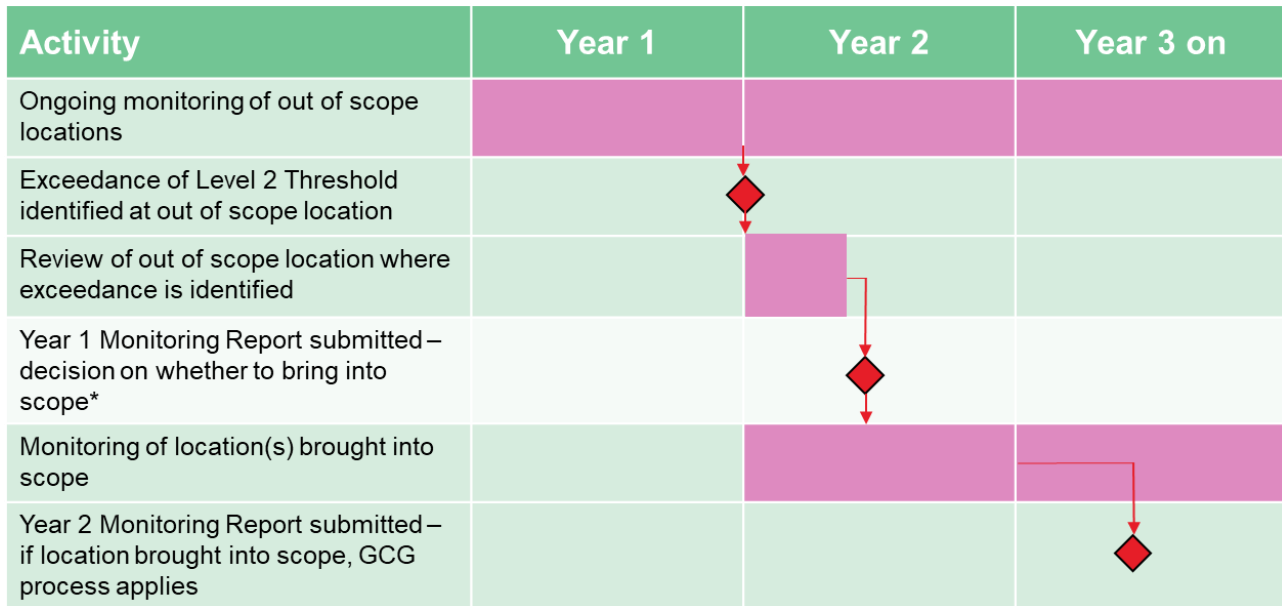 Activity Year 1 Year 2 Year 3 on
Ongoing monitoring of out of scope
locations
Exceedance of Level 2 Threshold
identified at out of scope location
Review of out of scope location where
exceedance is identified
Year 1 Monitoring Report submitted –
decision on whether to bring into
scope*
Monitoring of location(s) brought into
scope
Year 2 Monitoring Report submitted –
if location brought into scope, GCG
process applies